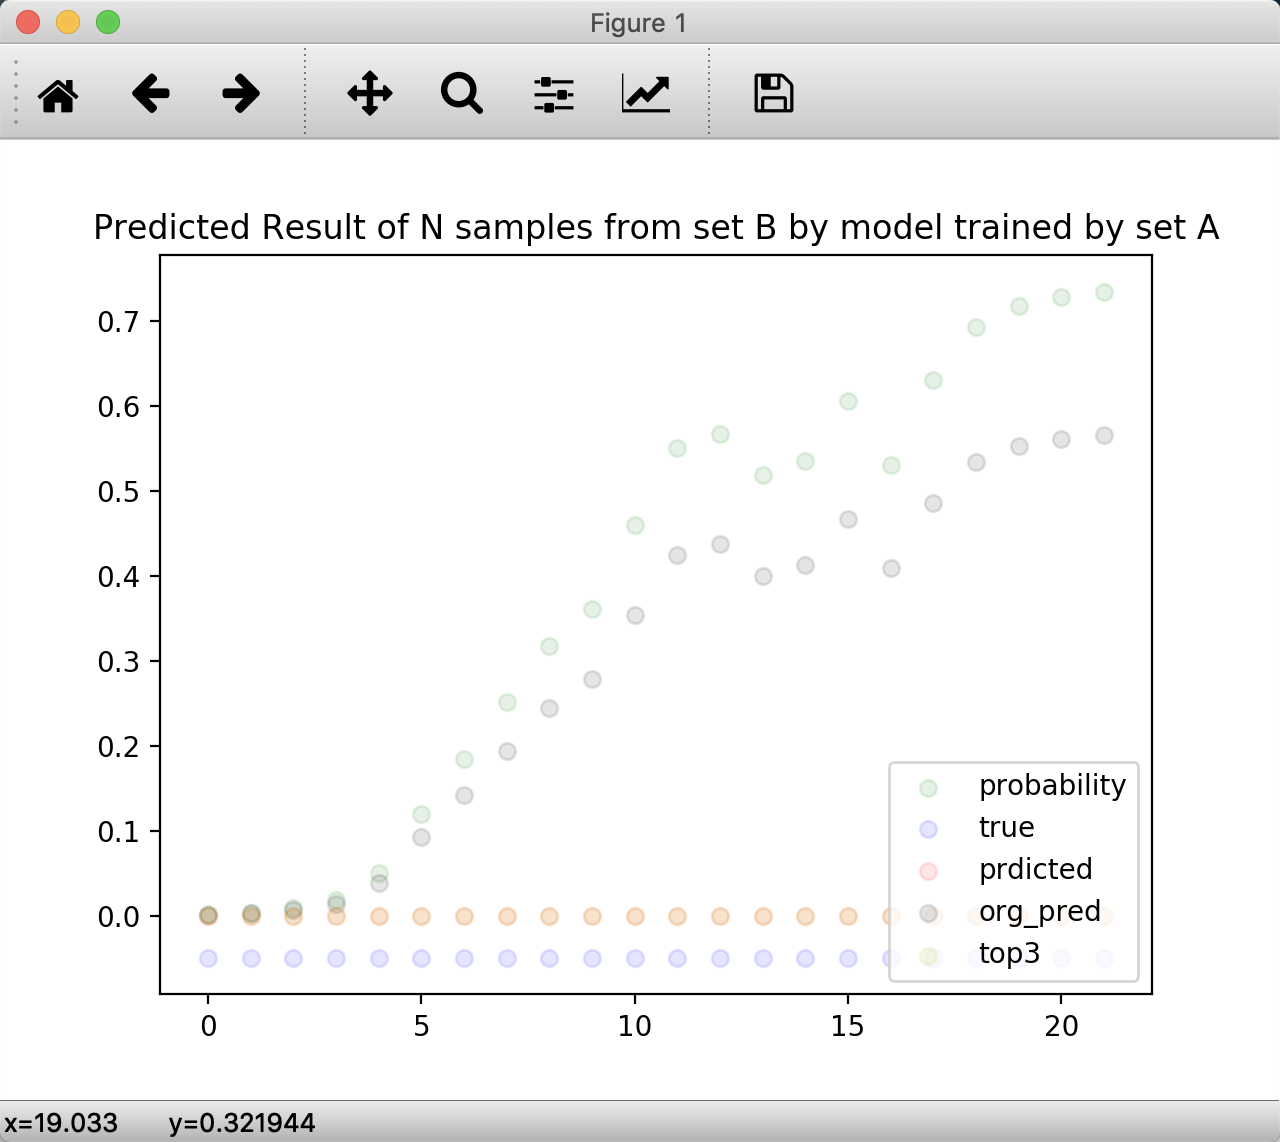 Figure 1
Predicted Result of N samples from set B by model trained by set A
0.7
0.6
0.5
0.4
0.3
0.2
0.1
0.0
probability
true
prdicted
org_pred
top3
0 5 10 15 20
x=19.033 y=0.321944